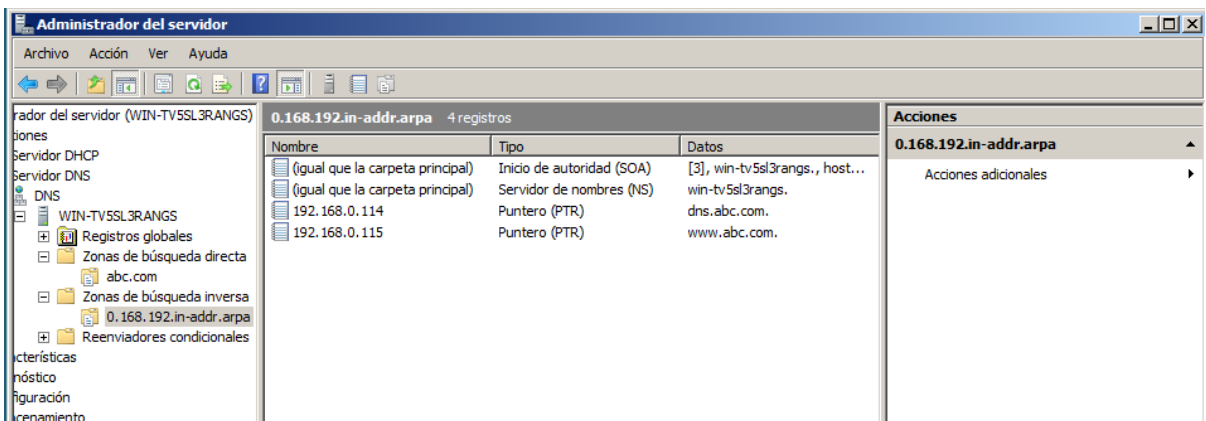 Administrador del servidor
Archivo Acción Ver Ayuda
rador del servidor (WIN-TV5SL3RANGS)
iones
Servidor DHCP
Servidor DNS
DNS
WIN-TV5SL3RANGS
Registros globales
Zonas de búsqueda directa
abc.com
Zonas de búsqueda inversa
0.168.192.in-addr.arpa
Reenviadores condicionales
cterísticas
nóstico
figuración
cenamiento
0.168.192.in-addr.arpa 4 registros
Nombre Tipo Datos
(igual que la carpeta principal) Inicio de autoridad (SOA) [3], win-tv5sl3rangs., host...
(igual que la carpeta principal) Servidor de nombres (NS) win-tv5sl3rangs.
192.168.0.114 Puntero (PTR) dns.abc.com.
192.168.0.115 Puntero (PTR) www.abc.com.
Acciones
0.168.192.in-addr.arpa
Acciones adicionales